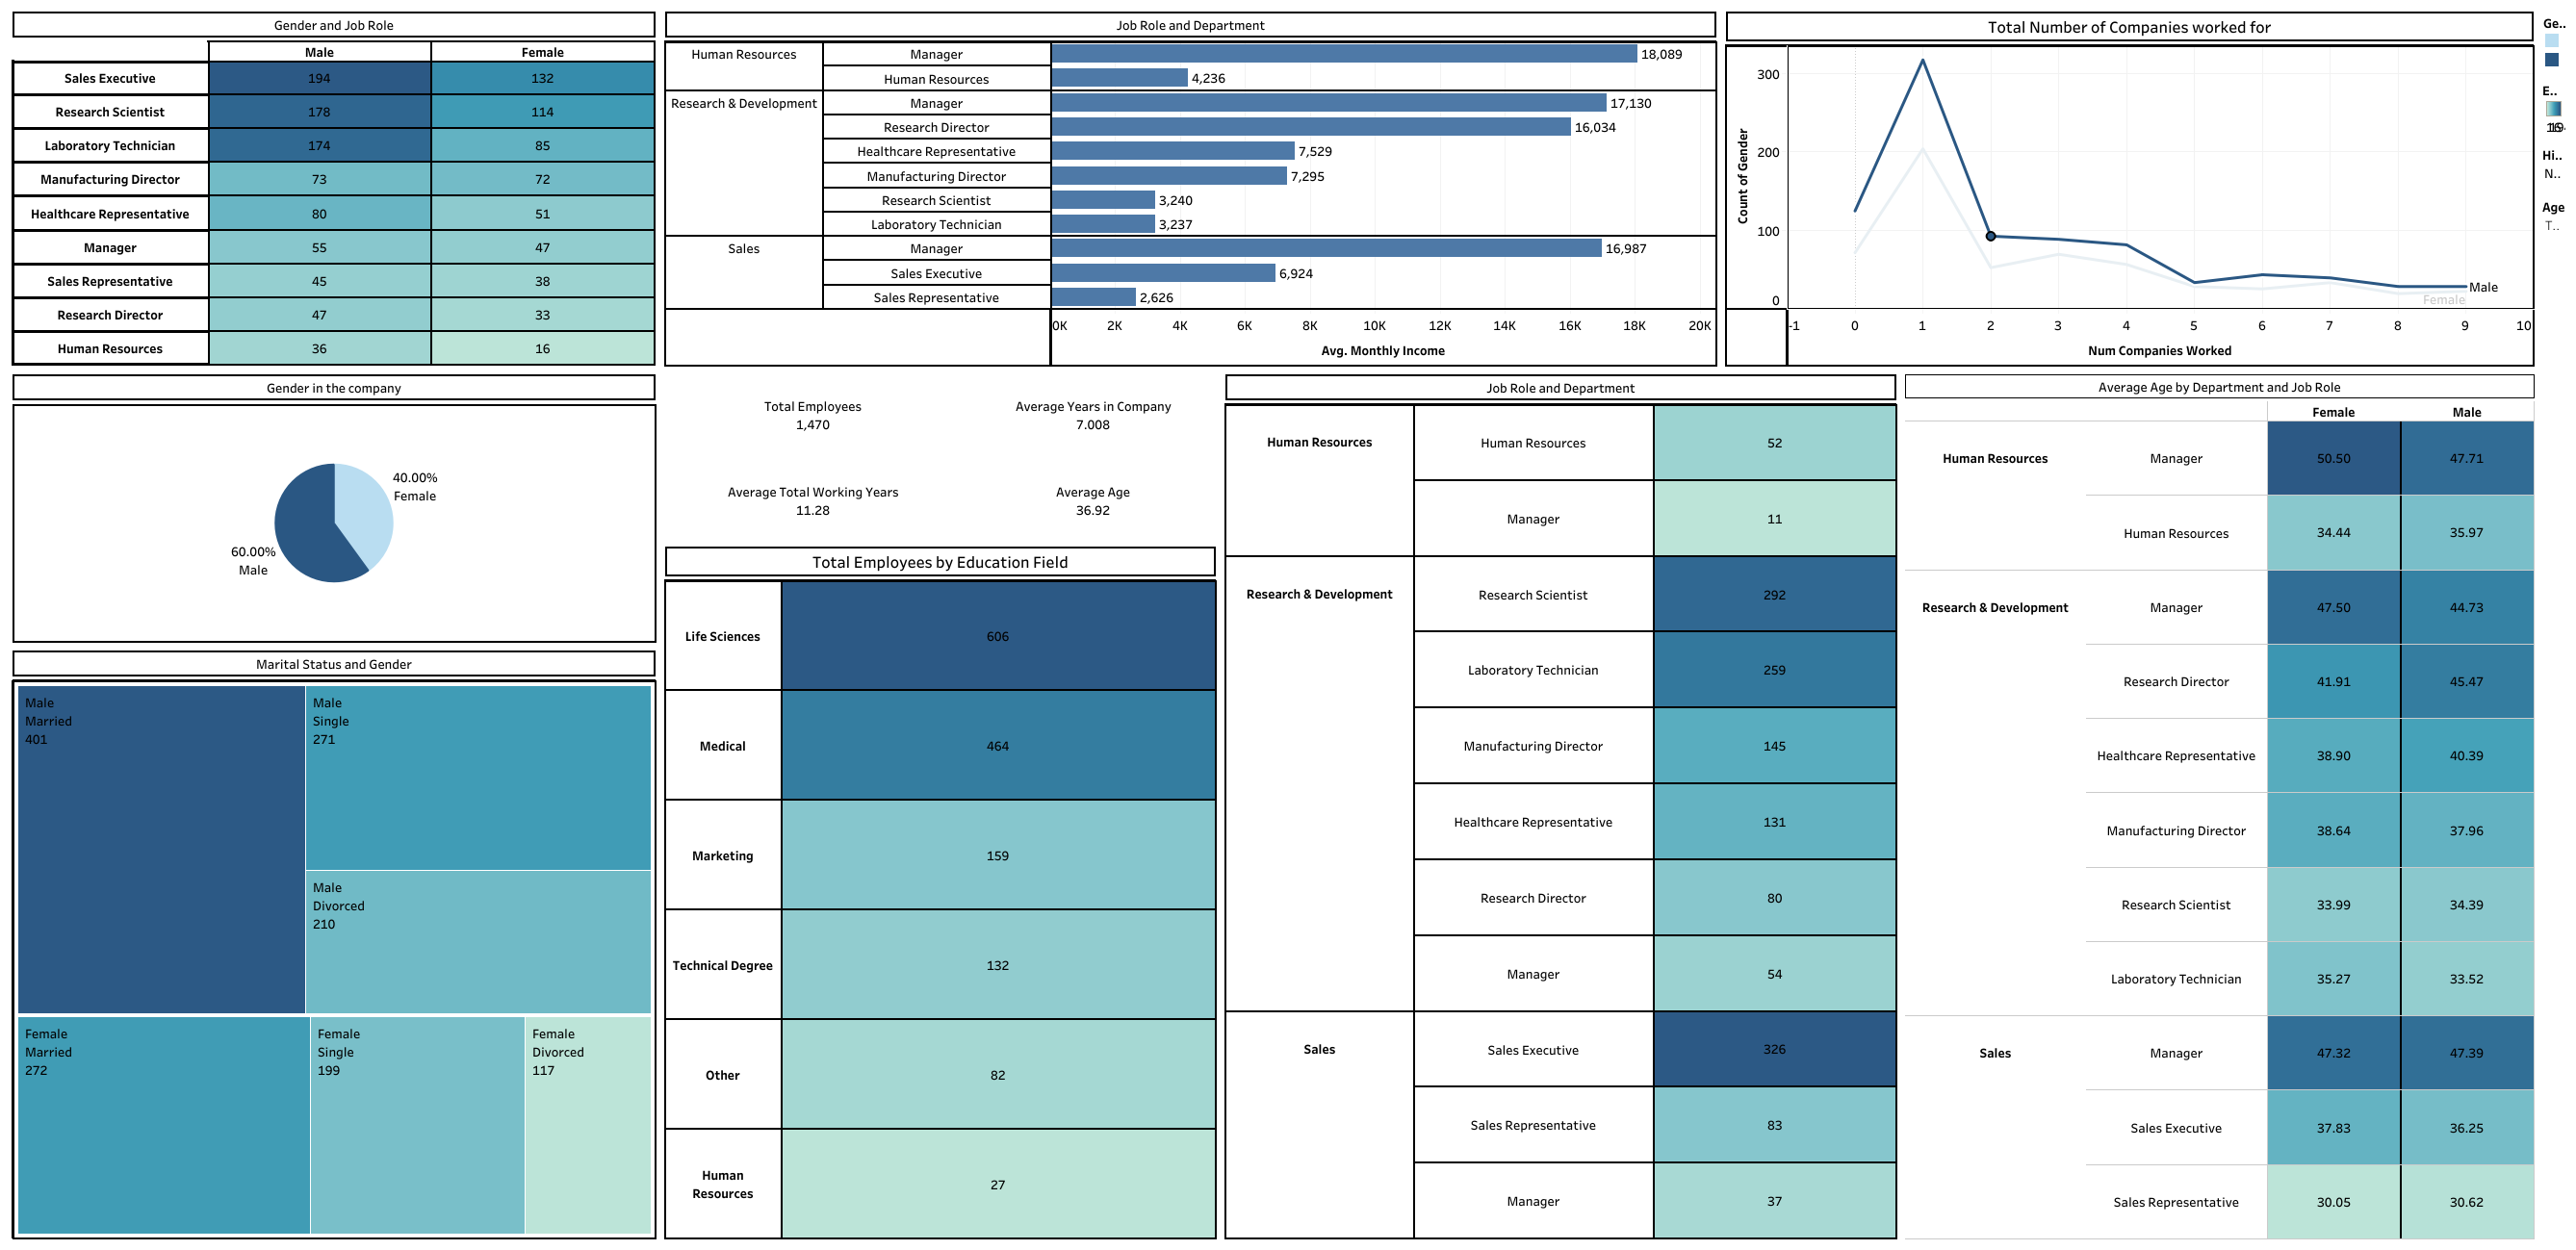 Gender and Job Role
Male Female
Sales Executive 194 132
Research Scientist 178 114
Laboratory Technician 174 85
Manufacturing Director 73 72
Healthcare Representative 80 51
Manager 55 47
Sales Representative 45 38
Research Director 47 33
Human Resources 36 16
Job Role and Department
Human Resources Manager 18,089
Human Resources 4,236
Research & Development Manager 17,130
Research Director 16,034
Healthcare Representative 7,529
Manufacturing Director 7,295
Research Scientist 3,240
Laboratory Technician 3,237
Sales Manager 16,987
Sales Executive 6,924
Sales Representative 2,626
0K 2K 4K 6K 8K 10K 12K 14K 16K 18K 20K
Avg. Monthly Income
Total Number of Companies worked for
Count of Gender
300
200
100
0
Male
Female
-1 0 1 2 3 4 5 6 7 8 9 10
Num Companies Worked
Ge..
E..
Hi..
N..
Age
T..
Gender in the company
40.00%
Female
60.00%
Male
Total Employees
1,470
Average Years in Company
7.008
Average Total Working Years
11.28
Average Age
36.92
Marital Status and Gender
Male
Married
401
Male
Single
271
Male
Divorced
210
Female
Married
272
Female
Single
199
Female
Divorced
117
Total Employees by Education Field
Life Sciences 606
Medical 464
Marketing 159
Technical Degree 132
Other 82
Human
Resources 27
Job Role and Department
Human Resources Human Resources 52
Manager 11
Research & Development Research Scientist 292
Laboratory Technician 259
Manufacturing Director 145
Healthcare Representative 131
Research Director 80
Manager 54
Sales Sales Executive 326
Sales Representative 83
Manager 37
Average Age by Department and Job Role
Female Male
Human Resources Manager 50.50 47.71
Human Resources 34.44 35.97
Research & Development Manager 47.50 44.73
Research Director 41.91 45.47
Healthcare Representative 38.90 40.39
Manufacturing Director 38.64 37.96
Research Scientist 33.99 34.39
Laboratory Technician 35.27 33.52
Sales Manager 47.32 47.39
Sales Executive 37.83 36.25
Sales Representative 30.05 30.62